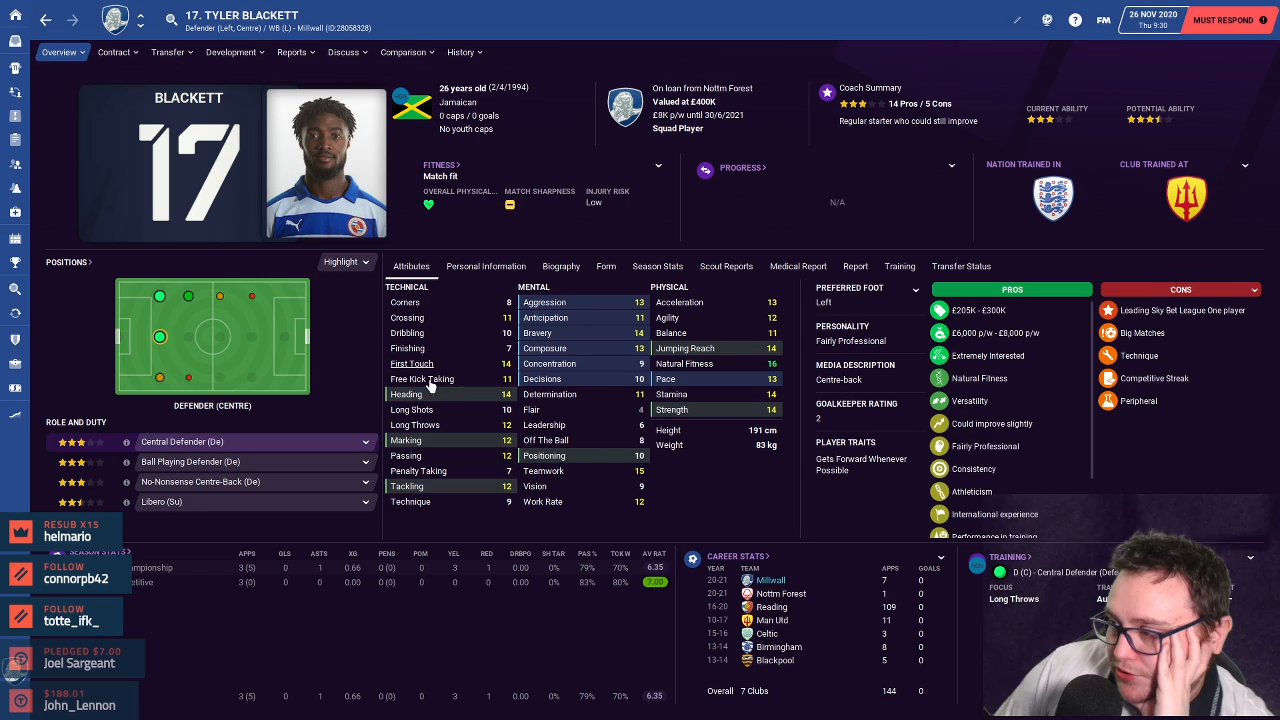 17. TYLER BLACKETT
Defender (Left, Centre) / WB (L) - Millwall (ID:28058328)
FM
26 NOV 2020
Thu 9:30
MUST RESPOND
Overview
Contract
Transfer
Development
Reports
Discuss
Comparison
History
BLACKETT
17
HGN
26 years old (2/4/1994)
Jamaican
0 caps / 0 goals
No youth caps
On loan from Nottm Forest
Valued at £400K
£8K p/w until 30/6/2021
Squad Player
Coach Summary
14 Pros / 5 Cons
Regular starter who could still improve
CURRENT ABILITY
POTENTIAL ABILITY
FITNESS
Match fit
OVERALL PHYSICAL...
MATCH SHARPNESS
INJURY RISK
Low
PROGRESS
N/A
NATION TRAINED IN
CLUB TRAINED AT
POSITIONS
Highlight
DEFENDER (CENTRE)
ROLE AND DUTY
Central Defender (De)
Ball Playing Defender (De)
No-Nonsense Centre-Back (De)
Libero (Su)
Attributes
Personal Information
Biography
Form
Season Stats
Scout Reports
Medical Report
Report
Training
Transfer Status
TECHNICAL
Corners 8
Crossing 11
Dribbling 10
Finishing 7
First Touch 14
Free Kick Taking 11
Heading 14
Long Shots 10
Long Throws 12
Marking 12
Passing 12
Penalty Taking 7
Tackling 12
Technique 9
MENTAL
Aggression 13
Anticipation 11
Bravery 14
Composure 13
Concentration 9
Decisions 10
Determination 11
Flair 4
Leadership 6
Off The Ball 8
Positioning 10
Teamwork 15
Vision 9
Work Rate 12
PHYSICAL
Acceleration 13
Agility 12
Balance 11
Jumping Reach 14
Natural Fitness 16
Pace 13
Stamina 14
Strength 14
Height 191 cm
Weight 83 kg
PREFERRED FOOT
Left
PERSONALITY
Fairly Professional
MEDIA DESCRIPTION
Centre-back
GOALKEEPER RATING
2
PLAYER TRAITS
Gets Forward Whenever
Possible
PROS
£205K - £300K
£6,000 p/w - £8,000 p/w
Extremely Interested
Natural Fitness
Versatility
Could improve slightly
Fairly Professional
Consistency
Athleticism
International experience
Performance in training
CONS
Leading Sky Bet League One player
Big Matches
Technique
Competitive Streak
Peripheral
RESUB X15
helmario
FOLLOW
connorpb42
FOLLOW
totte_ifk_
PLEDGED $7.00
Joel Sargeant
$188.01
John_Lennon
SEASON STATS
APPS GLS ASTS XG PENS POM YEL RED DRBPG SH TAR PAS % TCK W AV RAT
mpionship 3 (5) 0 1 0.66 0 (0) 0 3 0 0.00 0% 79% 70% 6.35
petitive 3 (0) 0 0 0.00 0 (0) 0 0 0 0.00 0% 83% 80% 7.00
3 (5) 0 1 0.66 0 (0) 0 3 0 0.00 0% 79% 70% 6.35
CAREER STATS
YEAR TEAM APPS GOALS
20-21 Millwall 7 0
20-21 Nottm Forest 1 0
16-20 Reading 109 0
10-17 Man Utd 11 0
15-16 Celtic 3 0
13-14 Birmingham 8 0
13-14 Blackpool 5 0
Overall 7 Clubs 144 0
TRAINING
HGN
D (C) - Central Defender (Defe
FOCUS
Long Throws